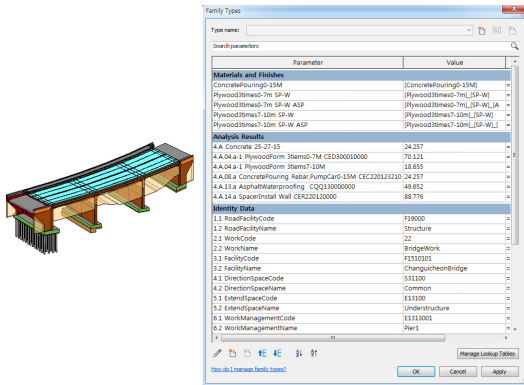 Family Types
Type name:
Search parameters
Parameter Value
Materials and Finishes
ConcretePouring0-15M [ConcretePouring0-15M] =
Plywood3times0-7m SP-W [Plywood3times0-7m]_[SP-W] =
Plywood3times0-7m SP-W ASP [Plywood3times0-7m]_[SP-W]_[A =
Plywood3times7-10m SP-W [Plywood3times7-10m]_[SP-W] =
Plywood3times7-10m SP-W ASP [Plywood3times7-10m]_[SP-W]_[ =
Analysis Results
4.A Concrete 25-27-15 24.257 =
4.A.04.a-1 PlywoodForm 3tiems0-7M CED300010000 70.121 =
4.A.04.a-1 PlywoodForm 3tiems7-10M 18.655 =
4.A.08.a ConcretePouring Rebar,PumpCar0-15M CEC220123210 24.257 =
4.A.13.a AsphaltWaterproofing CQQ130000000 49.652 =
4.A.14.a SpacerInstall Wall CER220120000 88.776 =
Identity Data
1.1 RoadFacilityCode F19000 =
1.2 RoadFacilityName Structure =
2.1 WorkCode 22 =
2.2 WorkName BridgeWork =
3.1 FacilityCode F1510101 =
3.2 FacilityName ChanguicheonBridge =
4.1 DirectionSpaceCode S31100 =
4.2 DirectionSpaceName Common =
5.1 ExtendSpaceCode E13100 =
5.2 ExtendSpaceName Understructure =
6.1 WorkManagementCode E1313001 =
6.2 WorkManagementName Pier1 =
Manage Lookup Tables
How do I manage family types?
OK Cancel Apply